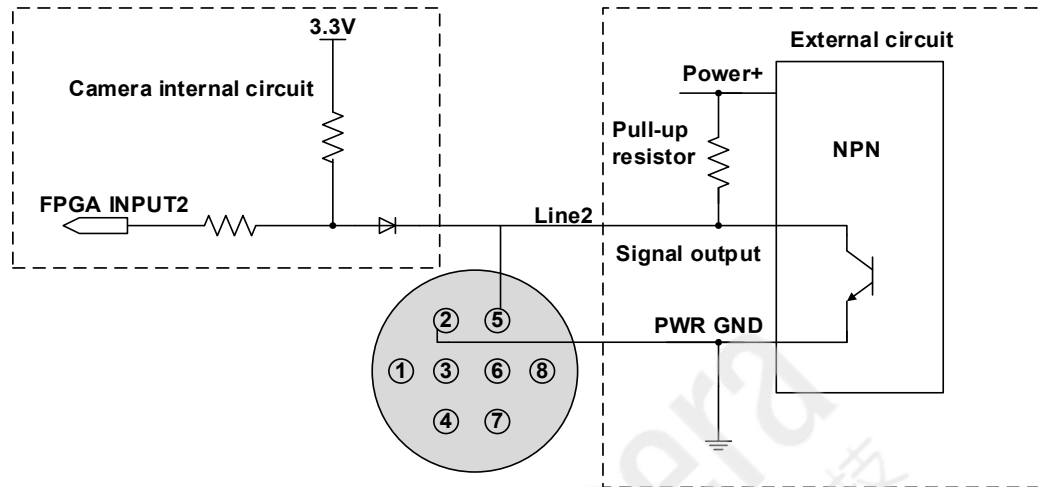 3.3V
Camera internal circuit
FPGA INPUT2
Line2
External circuit
Power+
Pull-up
resistor
NPN
Signal output
PWR GND
2
5
1
3
6
8
4
7